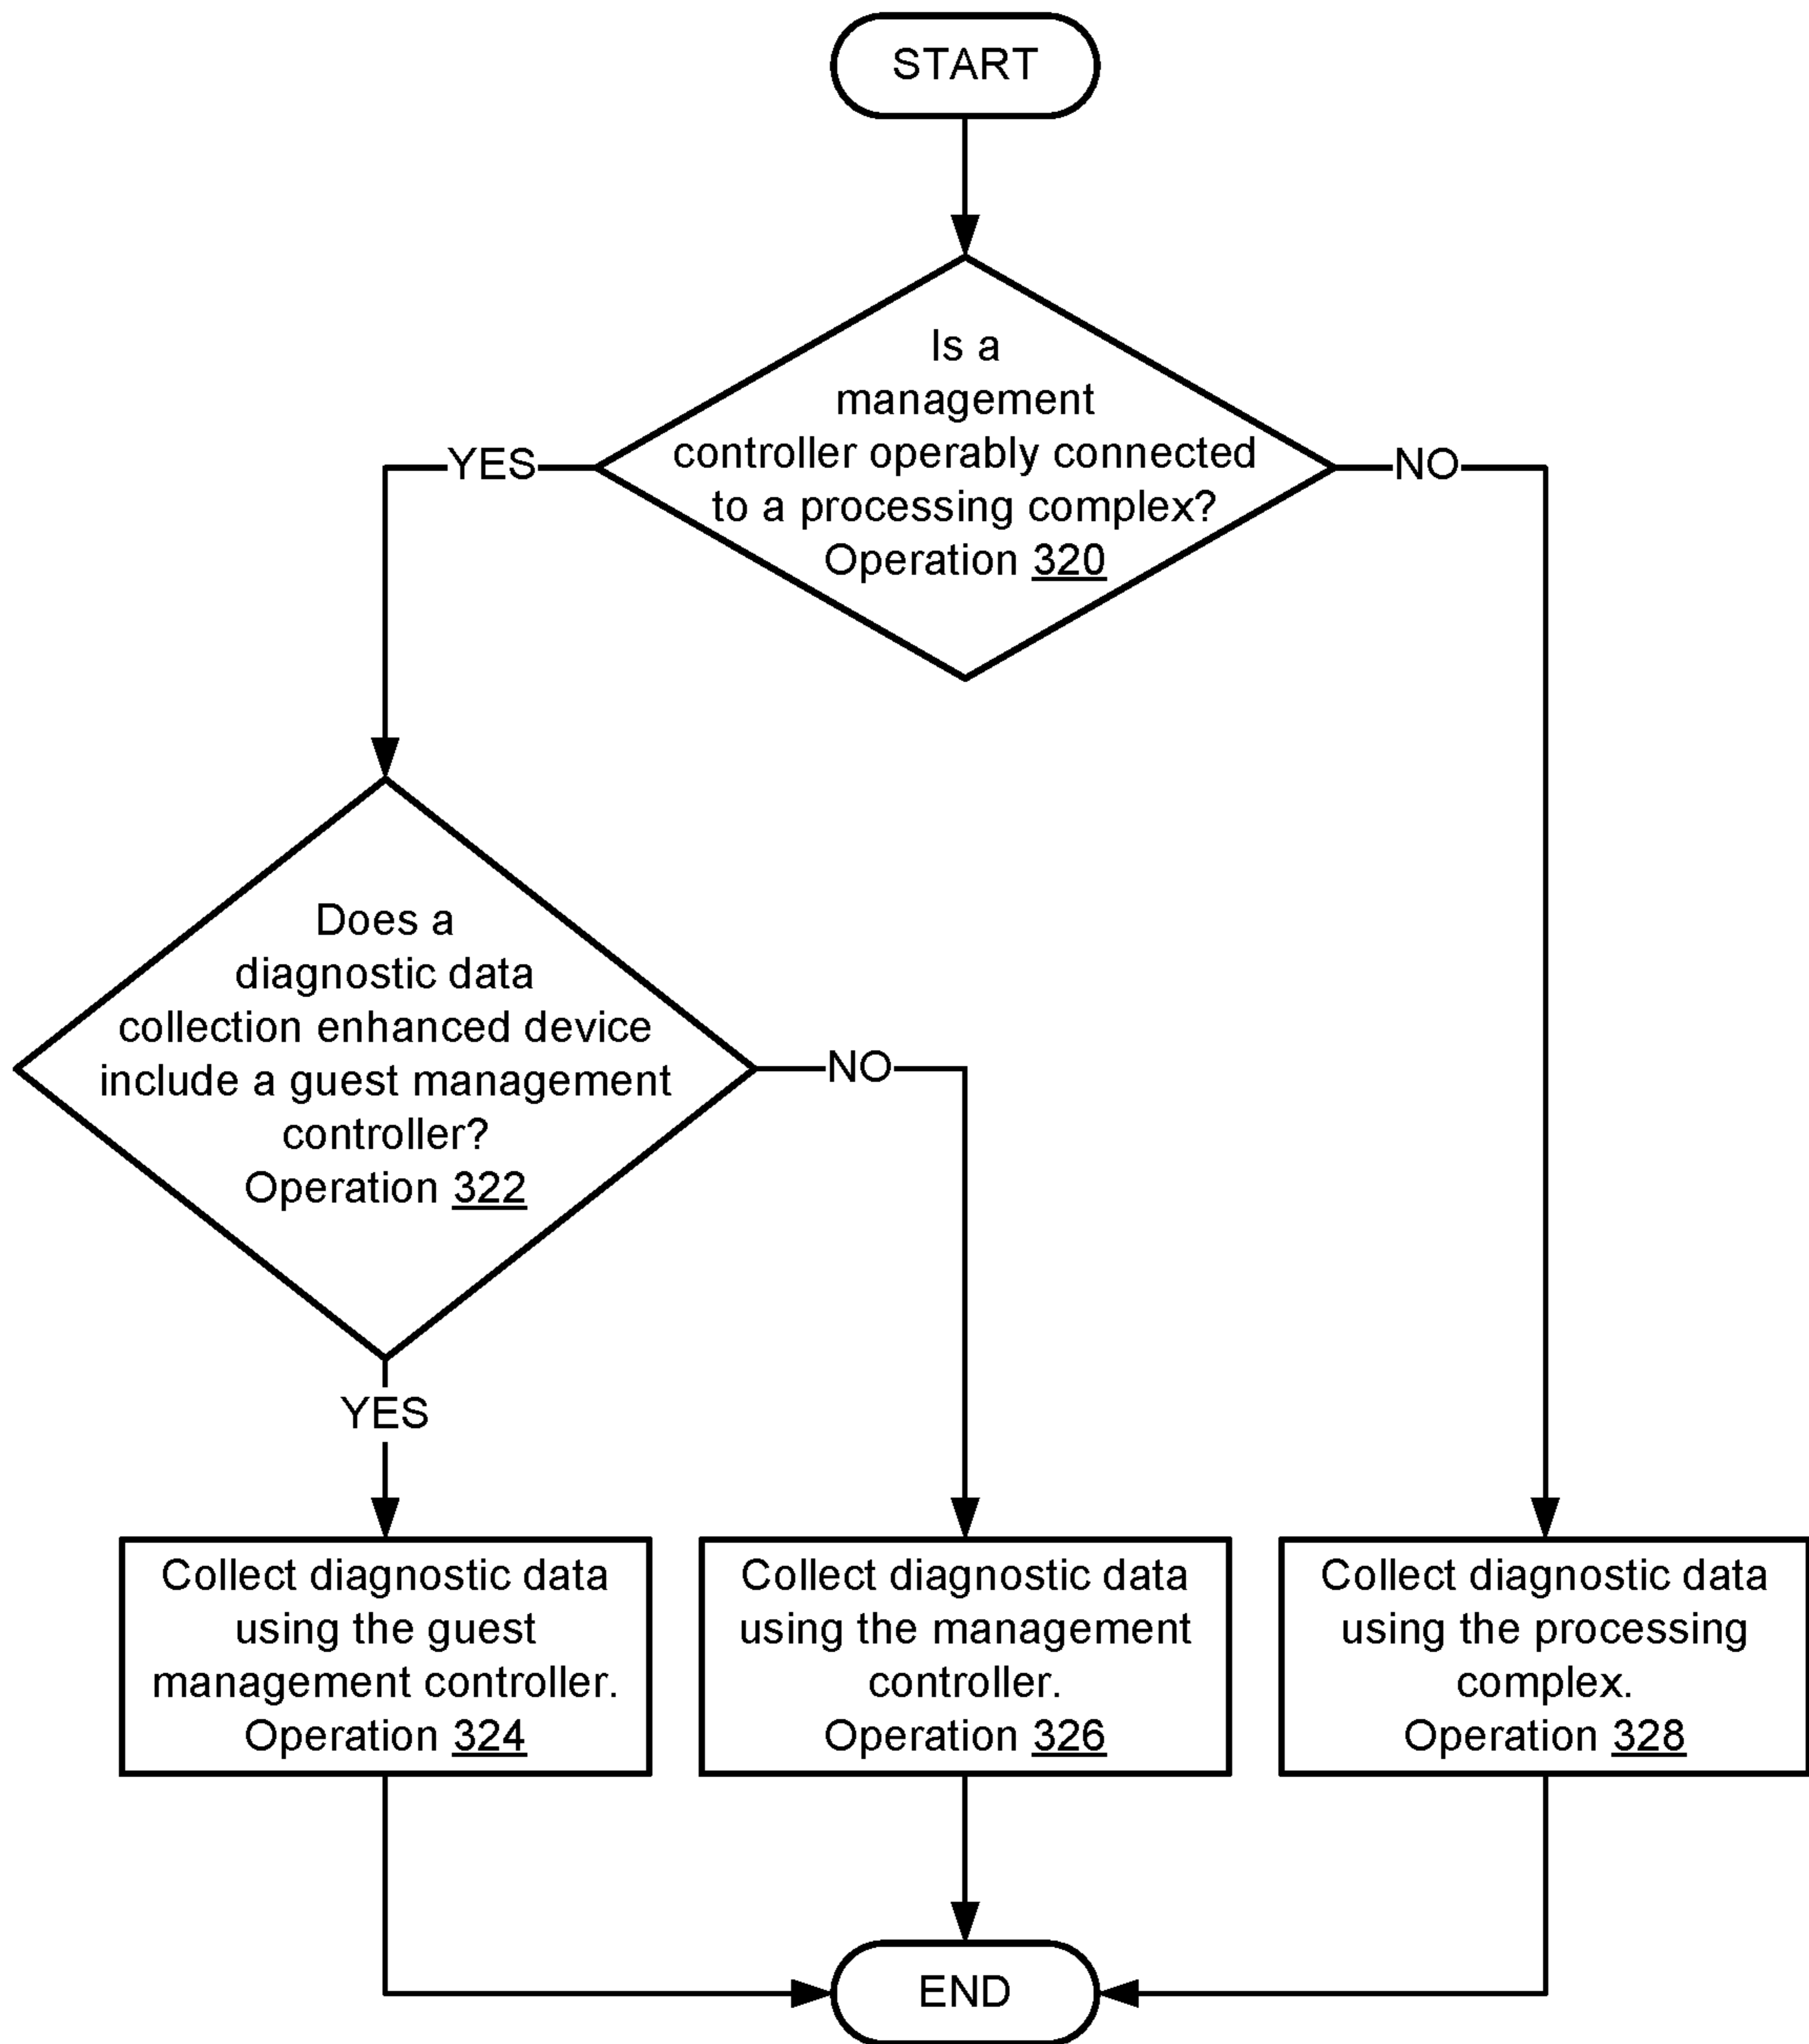 START
Is a
management
controller operably connected
to a processing complex?
Operation 320
YES
NO
Does a
diagnostic data
collection enhanced device
include a guest management
controller?
Operation 322
NO
YES
Collect diagnostic data
using the guest
management controller.
Operation 324
Collect diagnostic data
using the management
controller.
Operation 326
Collect diagnostic data
using the processing
complex.
Operation 328
END